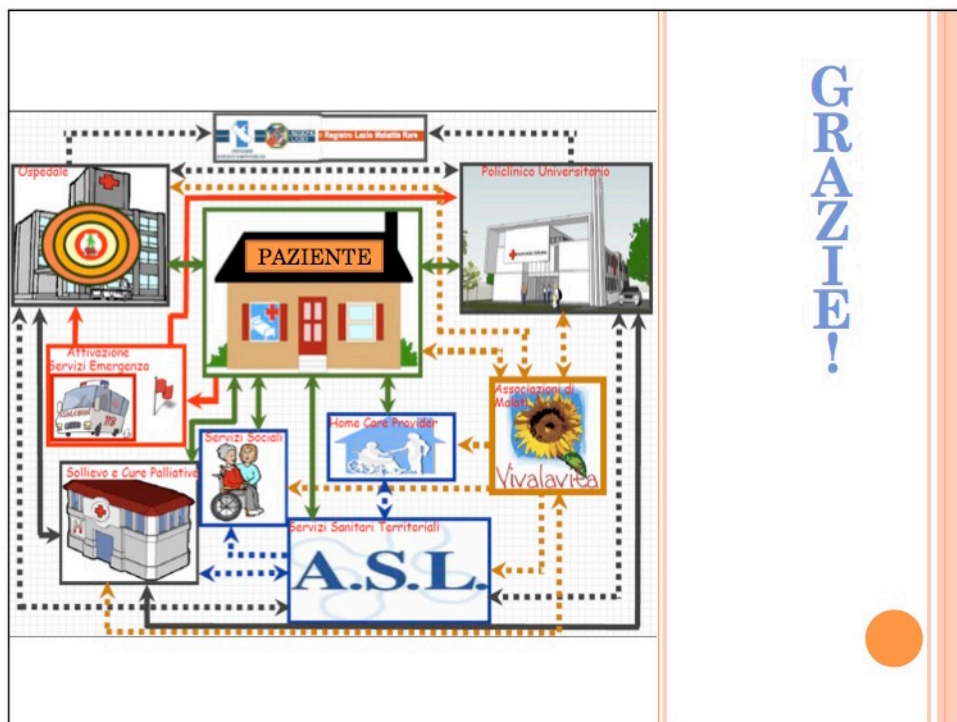 Registro Lazio Malattie Rare
Ospedale
Policlinico Universitario
PAZIENTE
Attivazione
Servizi Emergenza
118
Associazioni di
Malati
Vivalavita
Servizi Sociali
Home Care Provider
Sollievo e Cure Palliative
Servizi Sanitari Territoriali
A.S.L.
GRAZIE!